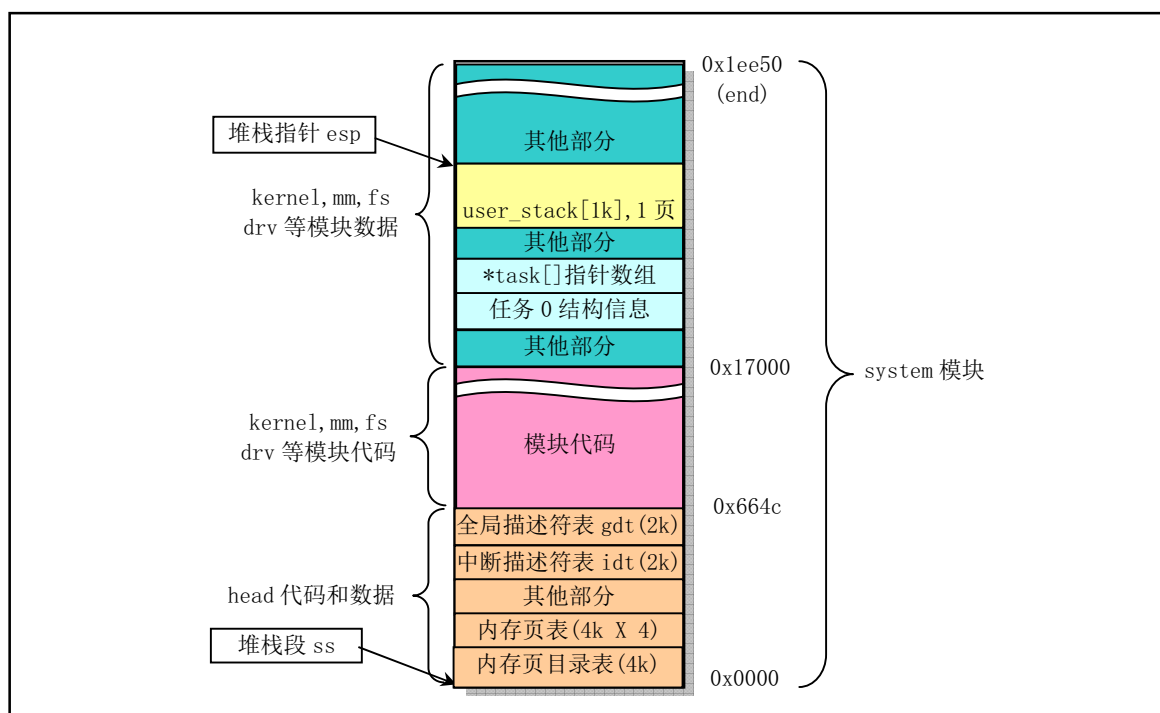 0x1ee50
(end)
堆栈指针 esp
其他部分
kernel,mm,fs
drv 等模块数据
user_stack[1k],1 页
其他部分
*task[]指针数组
任务 0 结构信息
其他部分
0x17000
system 模块
kernel,mm,fs
drv 等模块代码
模块代码
0x664c
全局描述符表 gdt(2k)
中断描述符表 idt(2k)
head 代码和数据
其他部分
内存页表(4k X 4)
堆栈段 ss
内存页目录表(4k)
0x0000